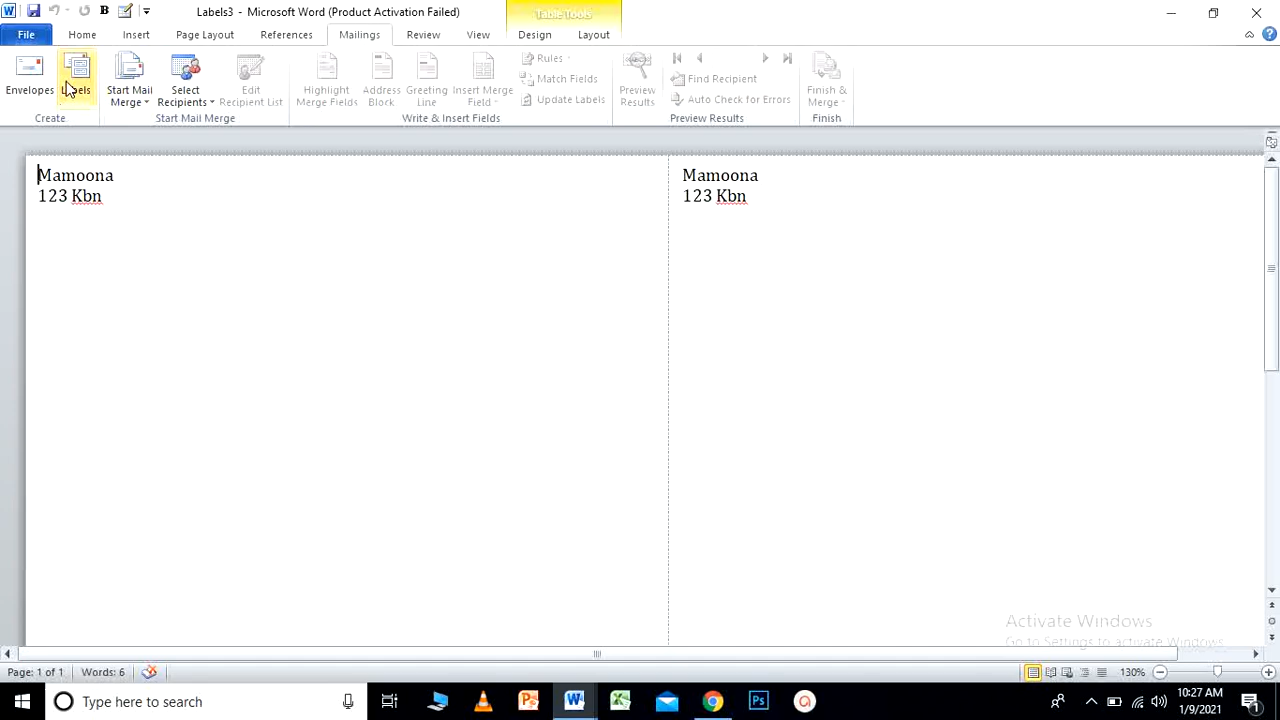 Labels3 - Microsoft Word (Product Activation Failed)
Table Tools
File Home Insert Page Layout References Mailings Review View Design Layout
Envelopes
Labels
Start Mail Merge
Select Recipients
Edit Recipient List
Highlight Merge Fields
Address Block
Greeting Line
Insert Merge Field
Rules
Match Fields
Update Labels
Preview Results
Find Recipient
Auto Check for Errors
Finish & Merge
Create Start Mail Merge Write & Insert Fields Preview Results Finish
Mamoona
123 Kbn
Mamoona
123 Kbn
Activate Windows
Go to Settings to activate Windows.
Page: 1 of 1 Words: 6 130%
Type here to search
10:27 AM
1/9/2021